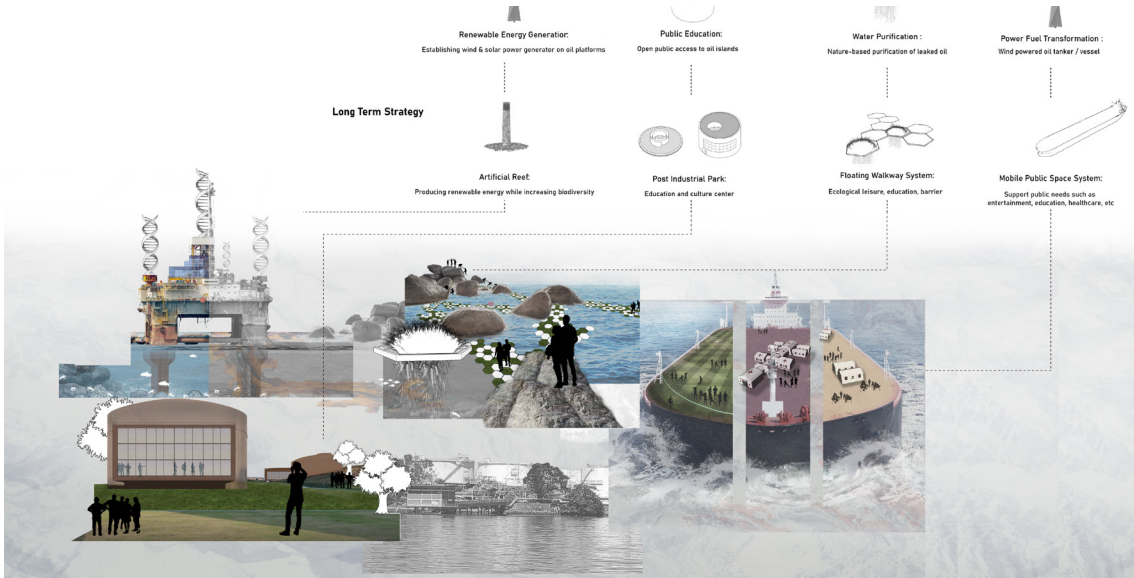 Renewable Energy Generatior:
Establishing wind & solar power generator on oil platforms
Public Education:
Open public access to oil islands
Water Purification :
Nature-based purification of leaked oil
Power Fuel Transformation :
Wind powered oil tanker / vessel
Long Term Strategy
Artificial Reef:
Producing renewable energy while increasing biodiversity
Post Industrial Park:
Education and culture center
Floating Walkway System:
Ecological leisure, education, barrier
Mobile Public Space System:
Support public needs such as
entertainment, education, healthcare, etc